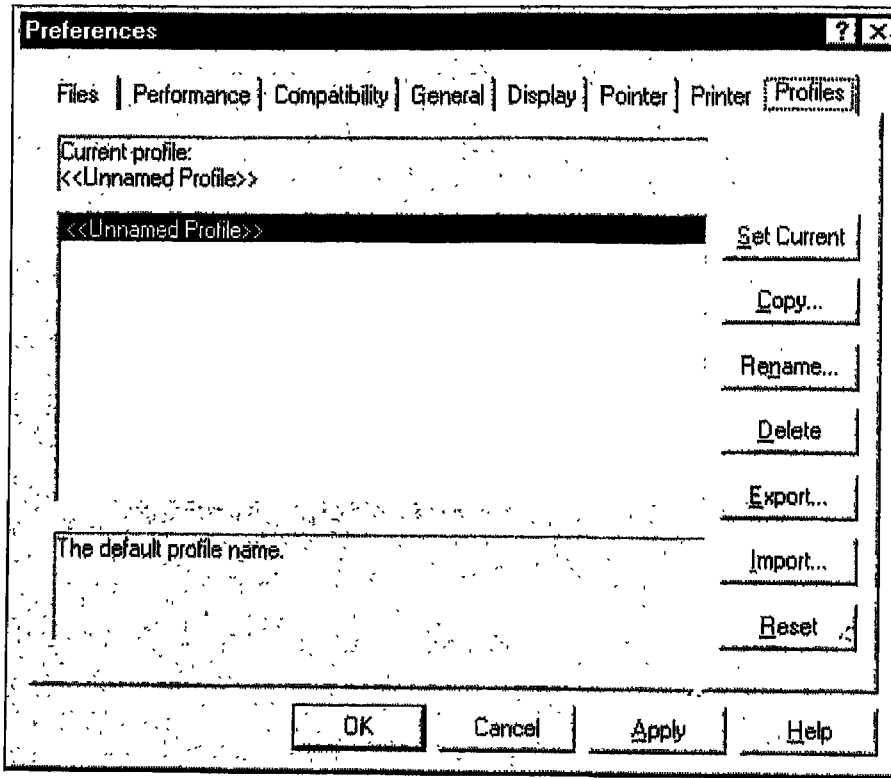 Preferences
Files Performance Compatibility General Display Pointer Printer Profiles
Current profile:
<<Unnamed Profile>>
<<Unnamed Profile>>
Set Current
Copy...
Rename...
Delete
Export...
The default profile name.
Import...
Reset
OK Cancel Apply Help